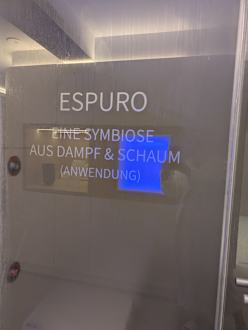 ESPURO
EINE SYMBIOSE
AUS DAMPF & SCHAUM
(ANWENDUNG)